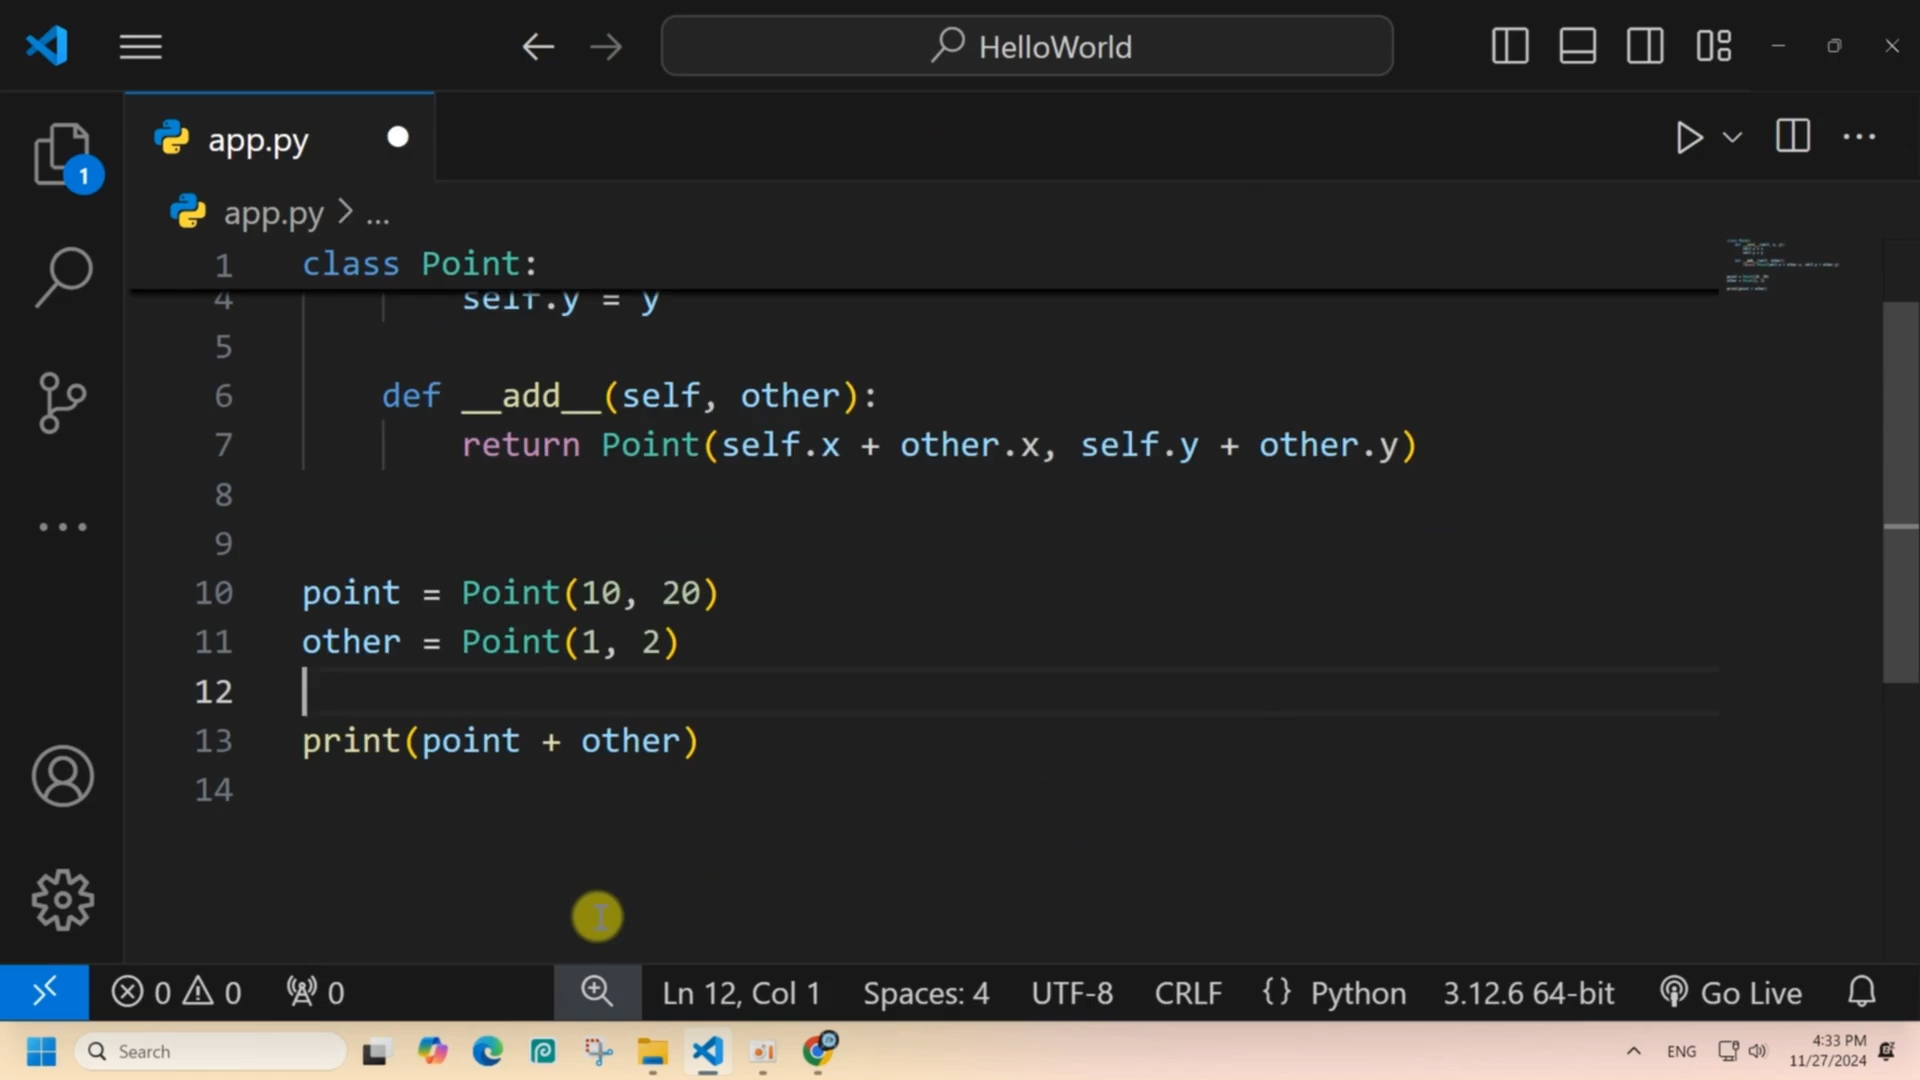 HelloWorld
app.py
1
app.py > ...
1 class Point:
4 self.y = y
5
6 def __add__(self, other):
7 return Point(self.x + other.x, self.y + other.y)
8
9
10 point = Point(10, 20)
11 other = Point(1, 2)
12
13 print(point + other)
14
0 0 0 Ln 12, Col 1 Spaces: 4 UTF-8 CRLF {} Python 3.12.6 64-bit Go Live
Search ENG 4:33 PM
11/27/2024